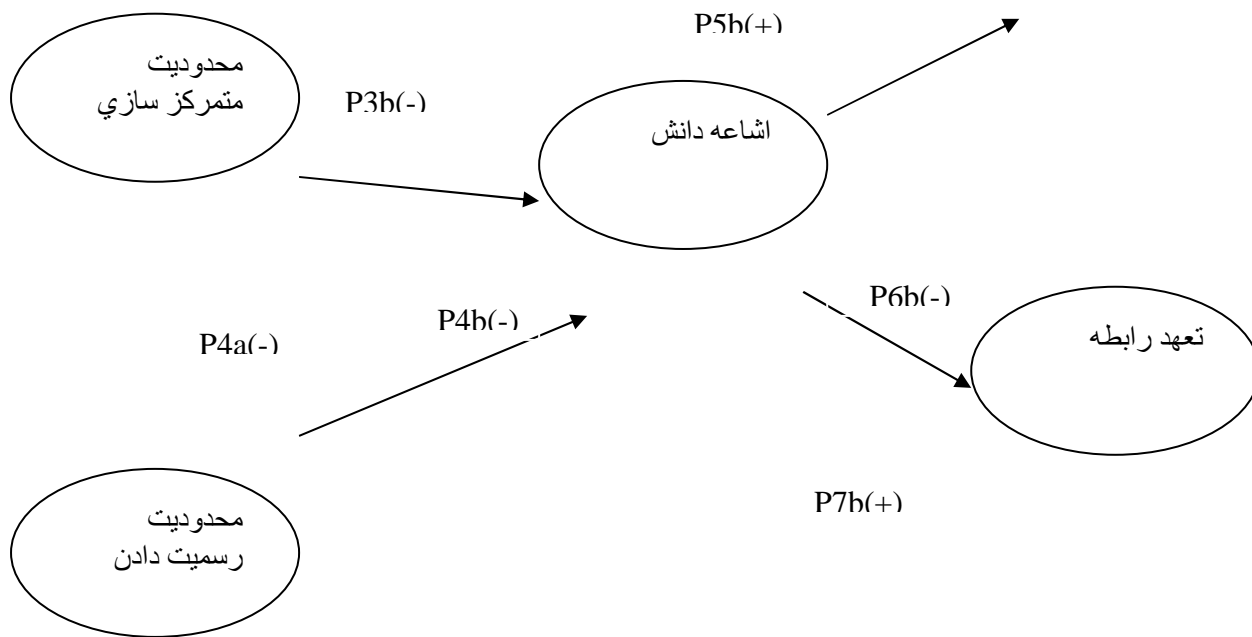 P5b(+)
محدوديت
متمركز سازي
P3b(-)
اشاعه دانش
P6b(-)
P4b(-)
P4a(-)
تعهد رابطه
P7b(+)
محدوديت
رسميت دادن